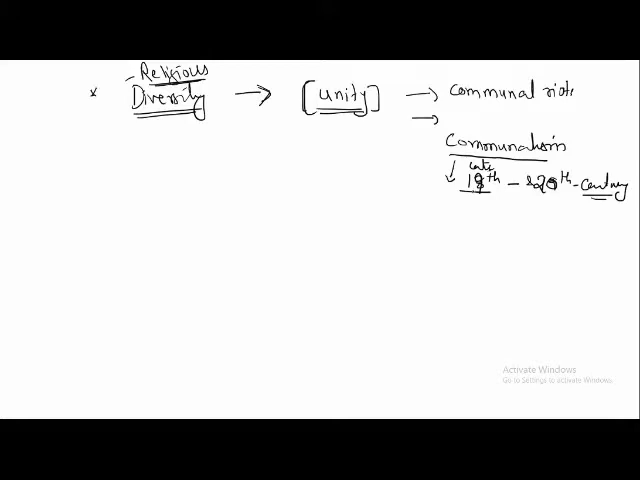 - Religious
* Diversity → [unity] → Communal riots
→
Communalism
late
19th - 20th - Century
Activate Windows
Go to Settings to activate Windows.